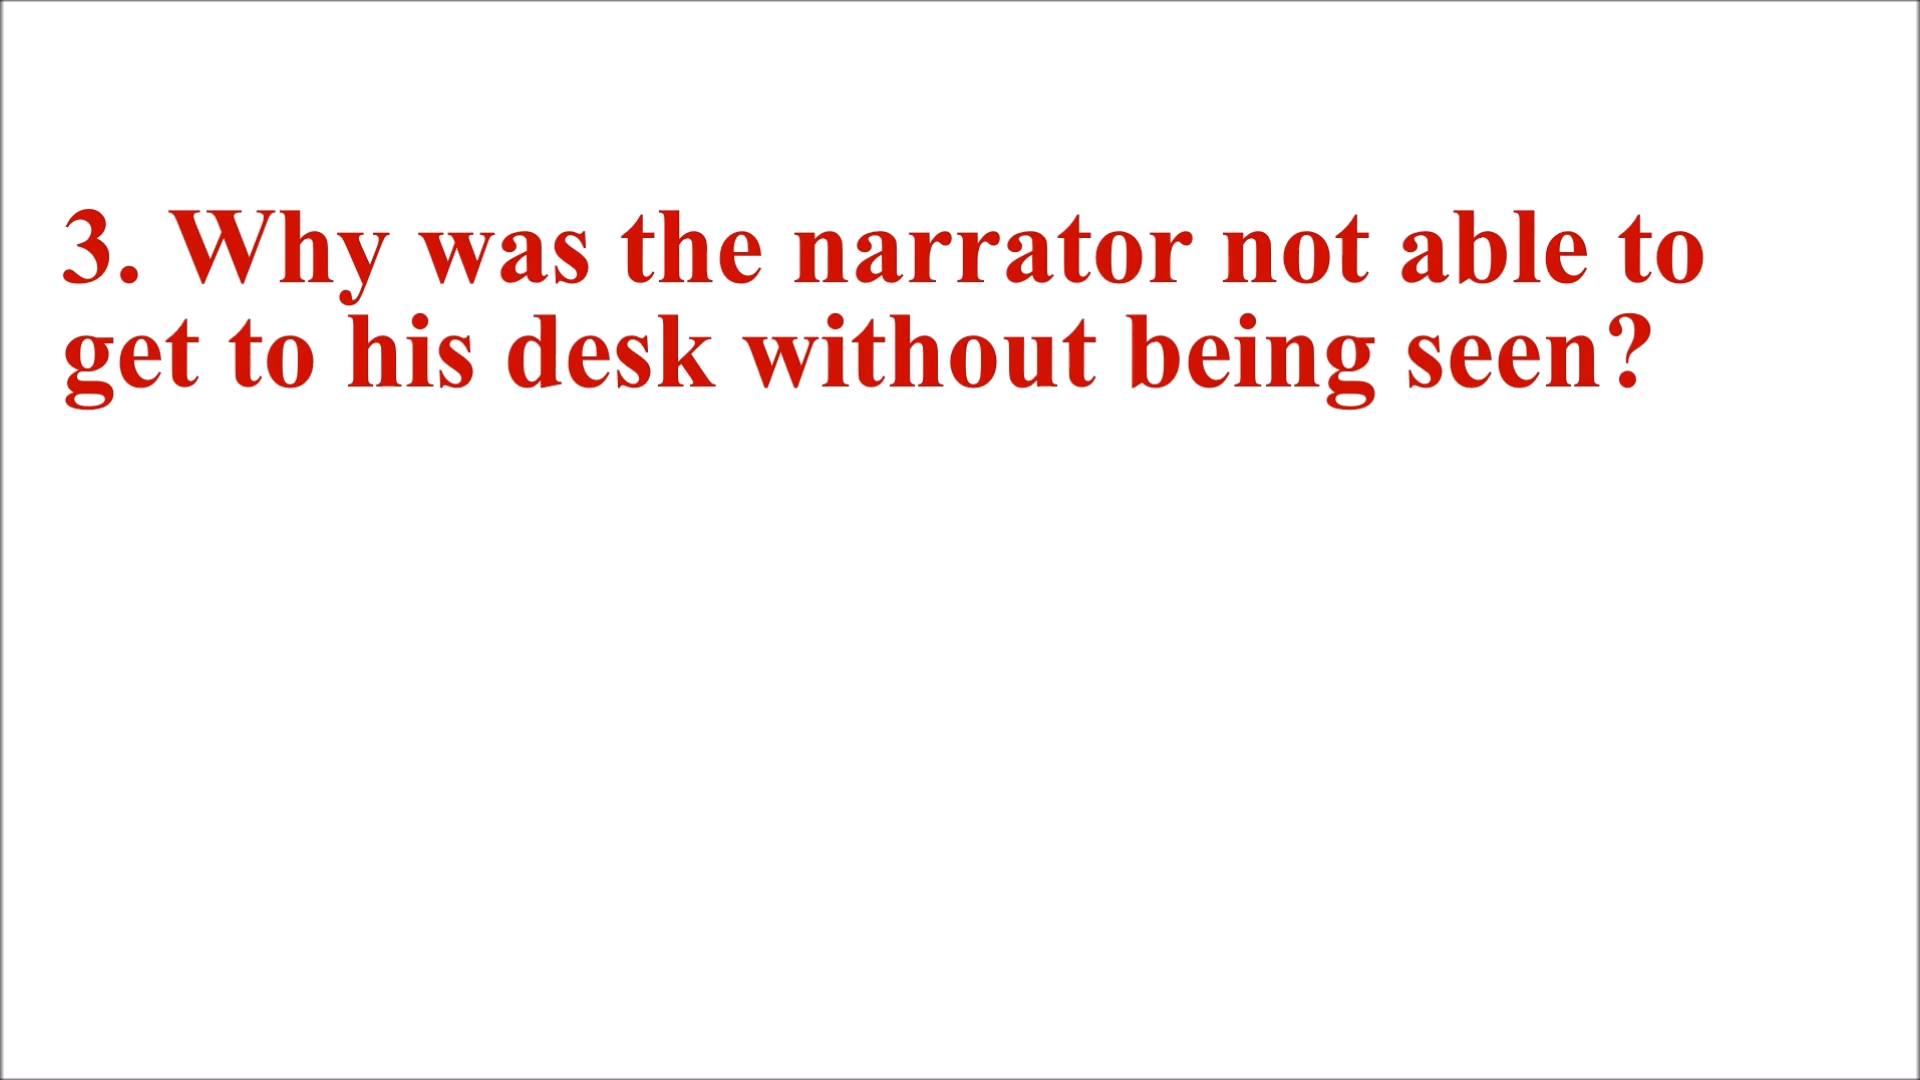 3. Why was the narrator not able to
get to his desk without being seen?